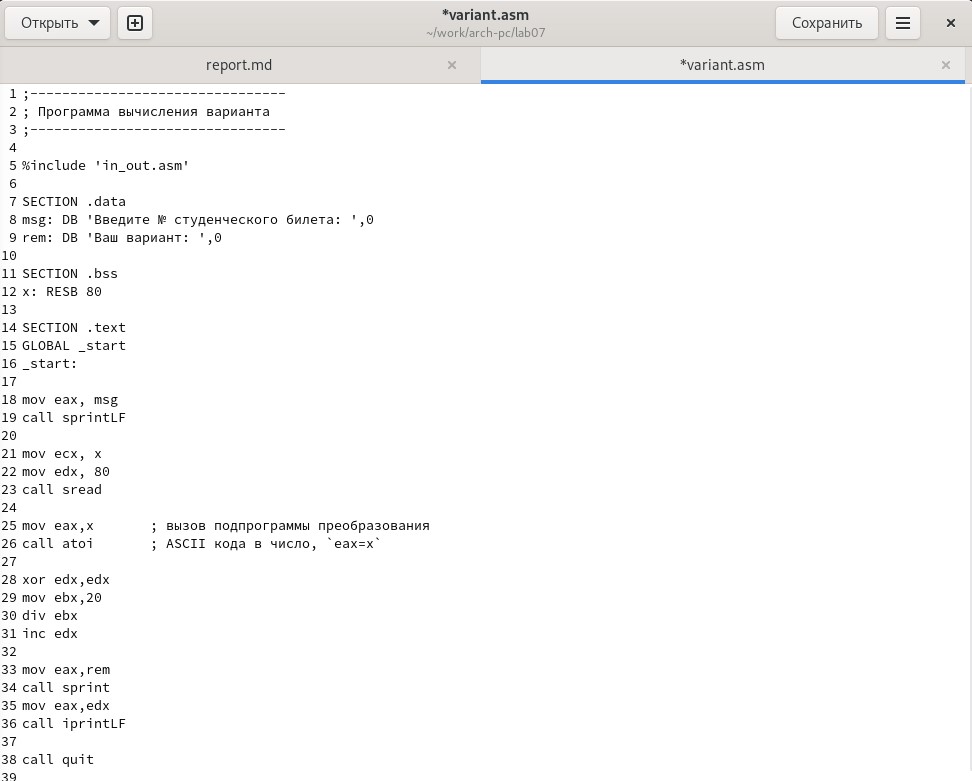 Открыть
*variant.asm
~/work/arch-pc/lab07
Сохранить
report.md
*variant.asm
1 ;--------------------------------
2 ; Программа вычисления варианта
3 ;--------------------------------
4
5 %include 'in_out.asm'
6
7 SECTION .data
8 msg: DB 'Введите № студенческого билета: ',0
9 rem: DB 'Ваш вариант: ',0
10
11 SECTION .bss
12 x: RESB 80
13
14 SECTION .text
15 GLOBAL _start
16 _start:
17
18 mov eax, msg
19 call sprintLF
20
21 mov ecx, x
22 mov edx, 80
23 call sread
24
25 mov eax,x       ; вызов подпрограммы преобразования
26 call atoi       ; ASCII кода в число, `eax=x`
27
28 xor edx,edx
29 mov ebx,20
30 div ebx
31 inc edx
32
33 mov eax,rem
34 call sprint
35 mov eax,edx
36 call iprintLF
37
38 call quit
39